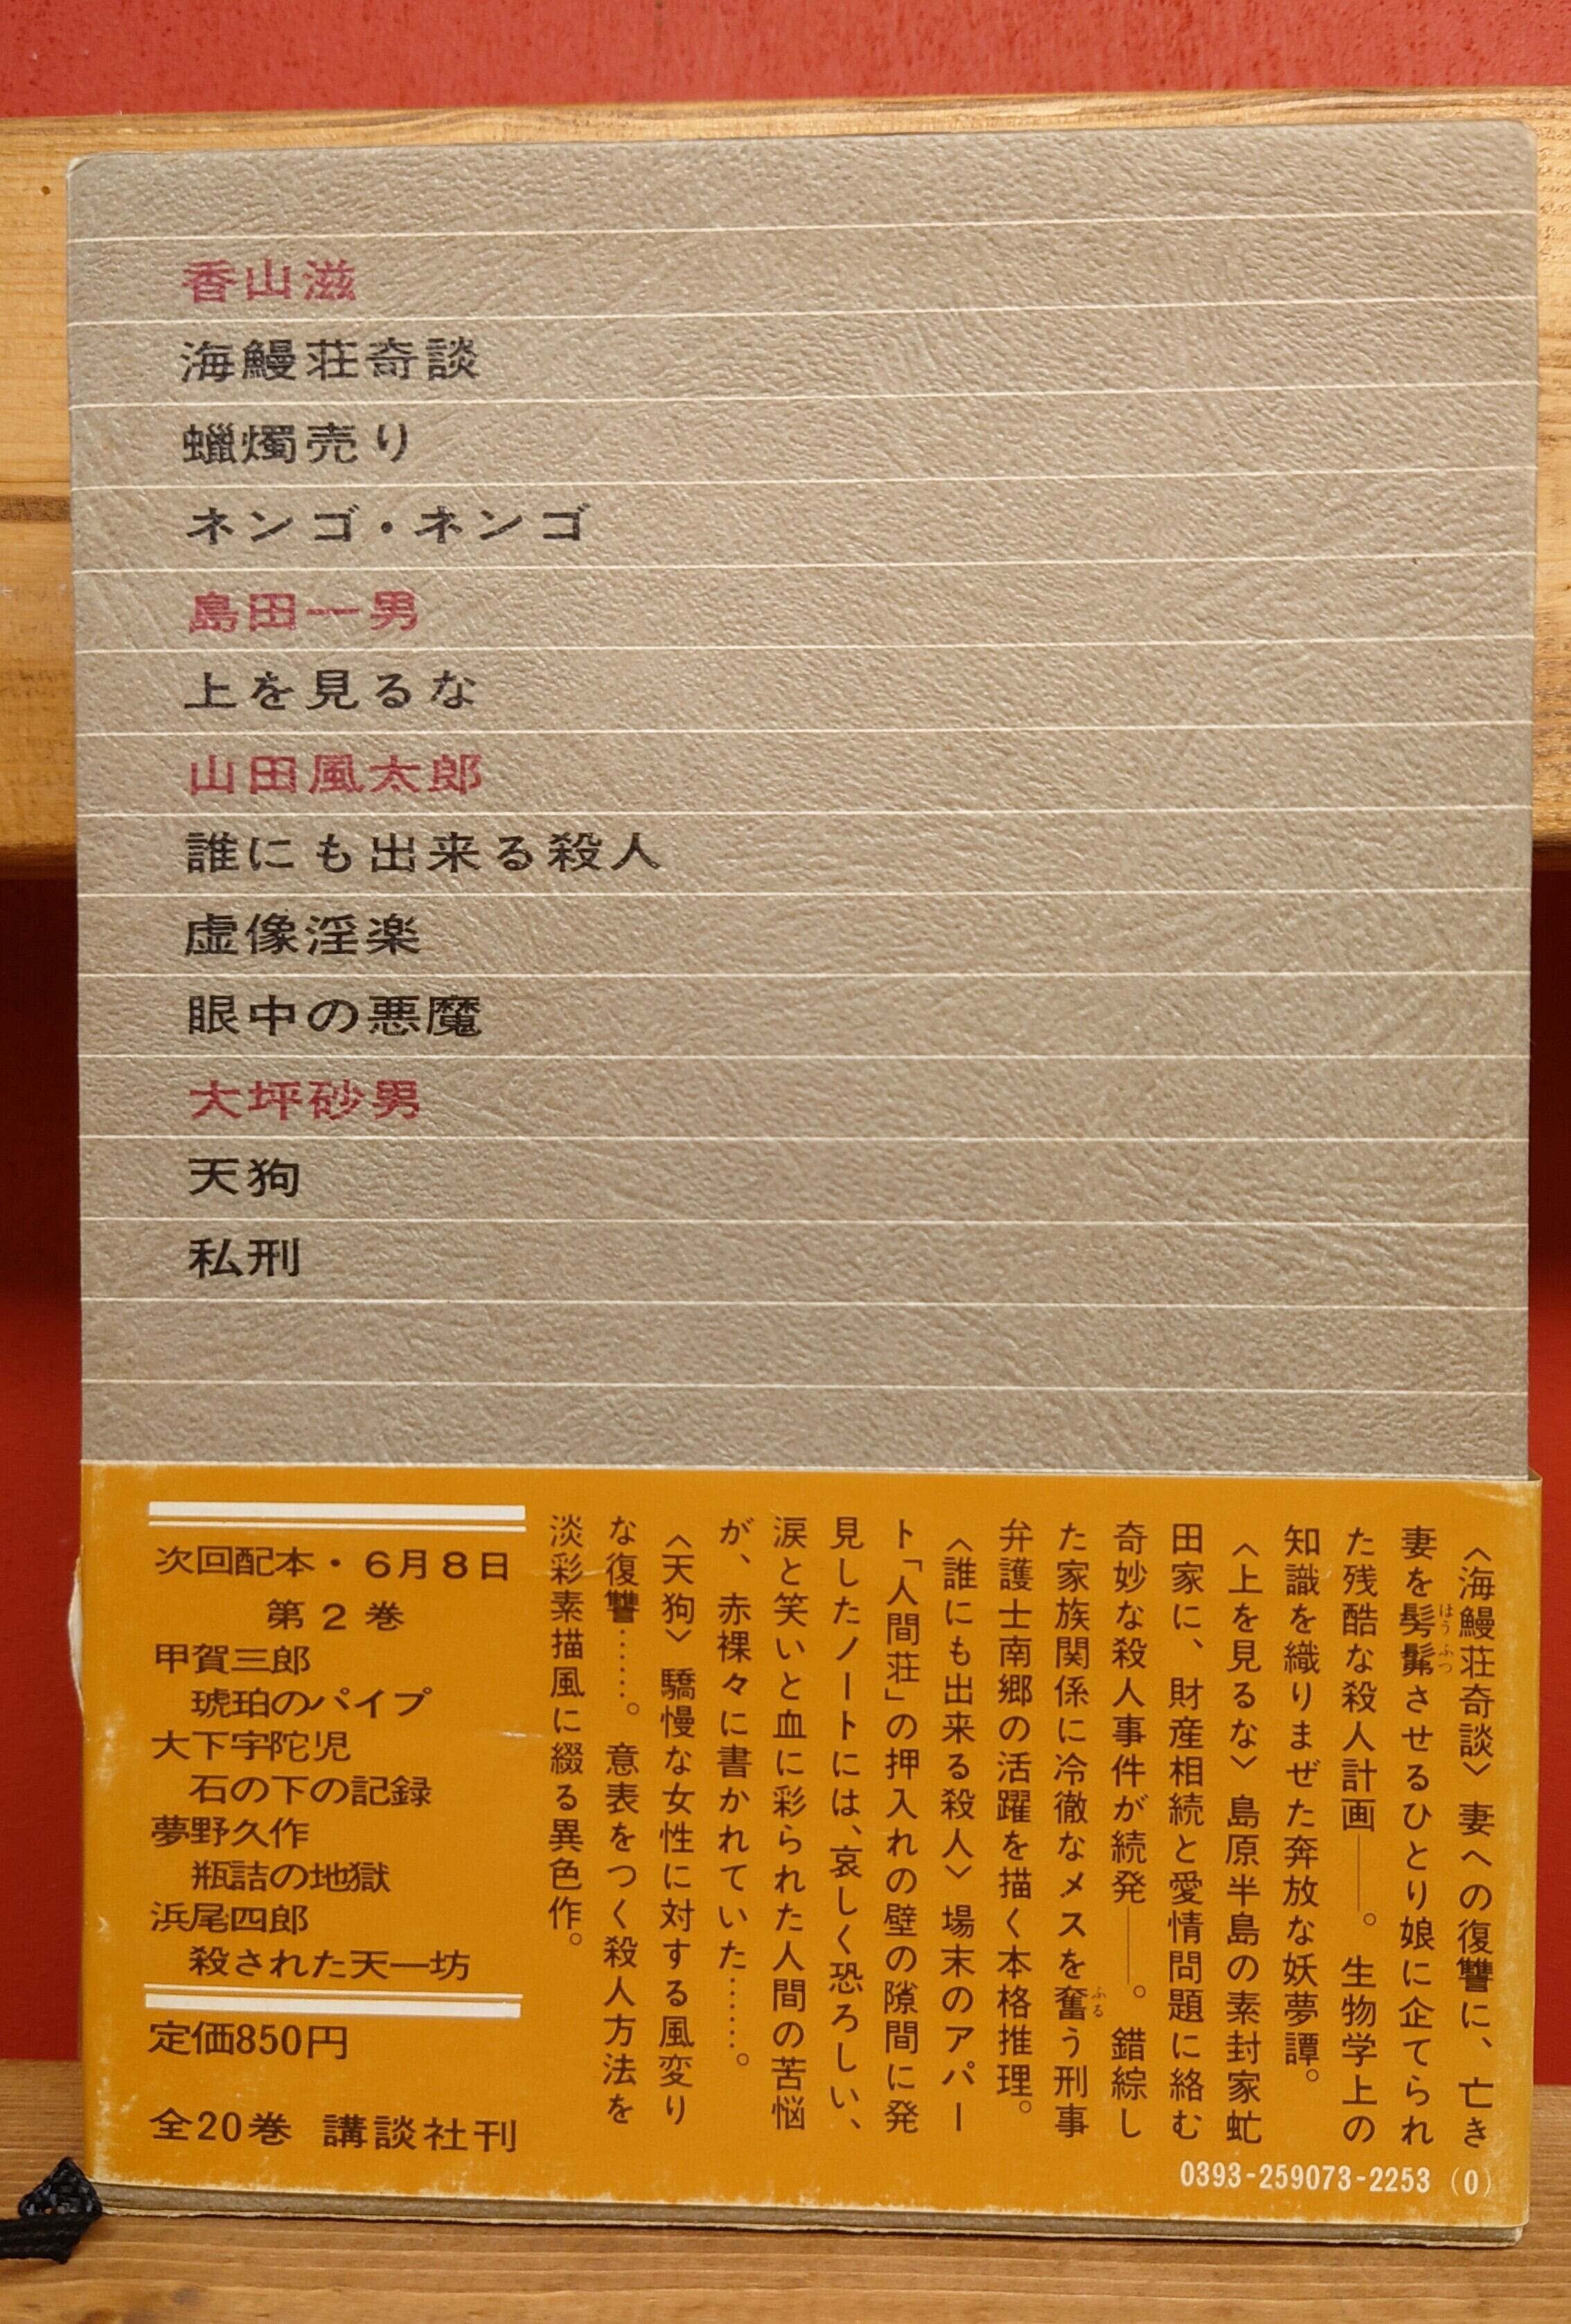 香山滋
海鰻荘奇談
蠟燭売り
ネンゴ・ネンゴ
島田一男
上を見るな
山田風太郎
誰にも出来る殺人
虚像淫楽
眼中の悪魔
大坪砂男
天狗
私刑
〈海鰻荘奇談〉妻への復讐に、亡き
妻を髣髴させるひとり娘に企てられ
はうふつ
た残酷な殺人計画――。生物学上の
知識を織りまぜた奔放な妖夢譚。
〈上を見るな〉島原半島の素封家虻
田家に、財産相続と愛情問題に絡む
奇妙な殺人事件が続発――。錯綜し
た家族関係に冷徹なメスを奮う刑事
ふる
弁護士南郷の活躍を描く本格推理。
〈誰にも出来る殺人〉場末のアパー
ト「人間荘」の押入れの壁の隙間に発
見したノートには、哀しく恐ろしい、
涙と笑いと血に彩られた人間の苦悩
が、赤裸々に書かれていた……。
〈天狗〉驕慢な女性に対する風変り
な復讐……。意表をつく殺人方法を
淡彩素描風に綴る異色作。
次回配本・6月8日
第2巻
甲賀三郎
琥珀のパイプ
大下宇陀児
石の下の記録
夢野久作
瓶詰の地獄
浜尾四郎
殺された天一坊
定価850円
全20巻 講談社刊
0393-259073-2253 (0)